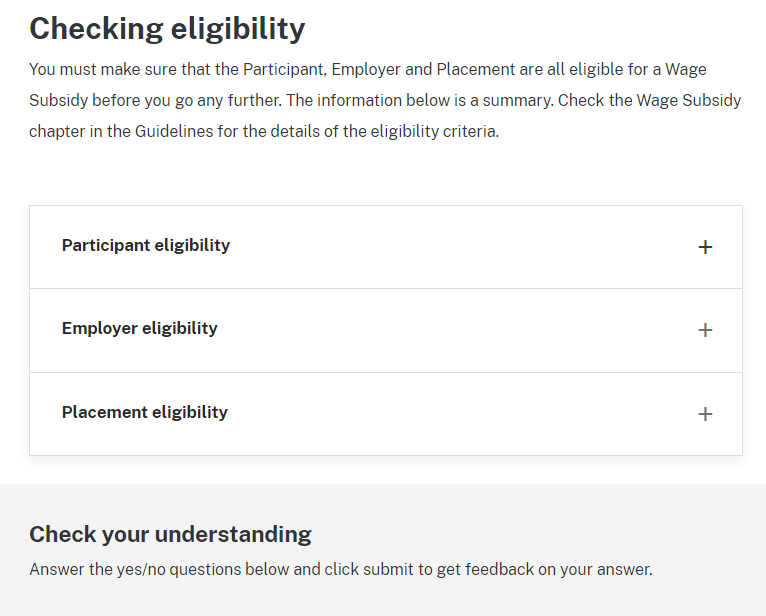 Checking eligibility
You must make sure that the Participant, Employer and Placement are all eligible for a Wage
Subsidy before you go any further. The information below is a summary. Check the Wage Subsidy
chapter in the Guidelines for the details of the eligibility criteria.
Participant eligibility +
Employer eligibility +
Placement eligibility +
Check your understanding
Answer the yes/no questions below and click submit to get feedback on your answer.